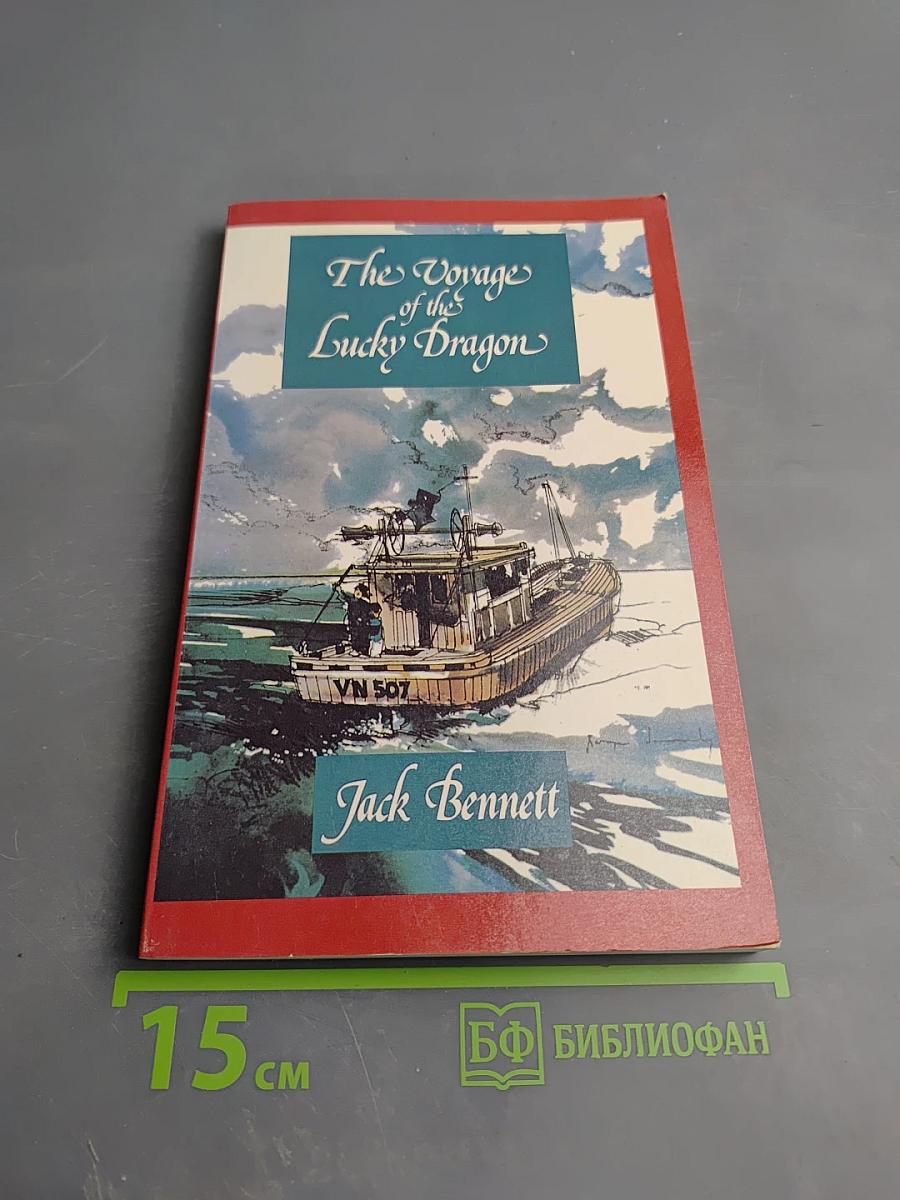 The Voyage
of the
Lucky Dragon
VN 507
Jack Bennett
15 см
БФ БИБЛИОФАН